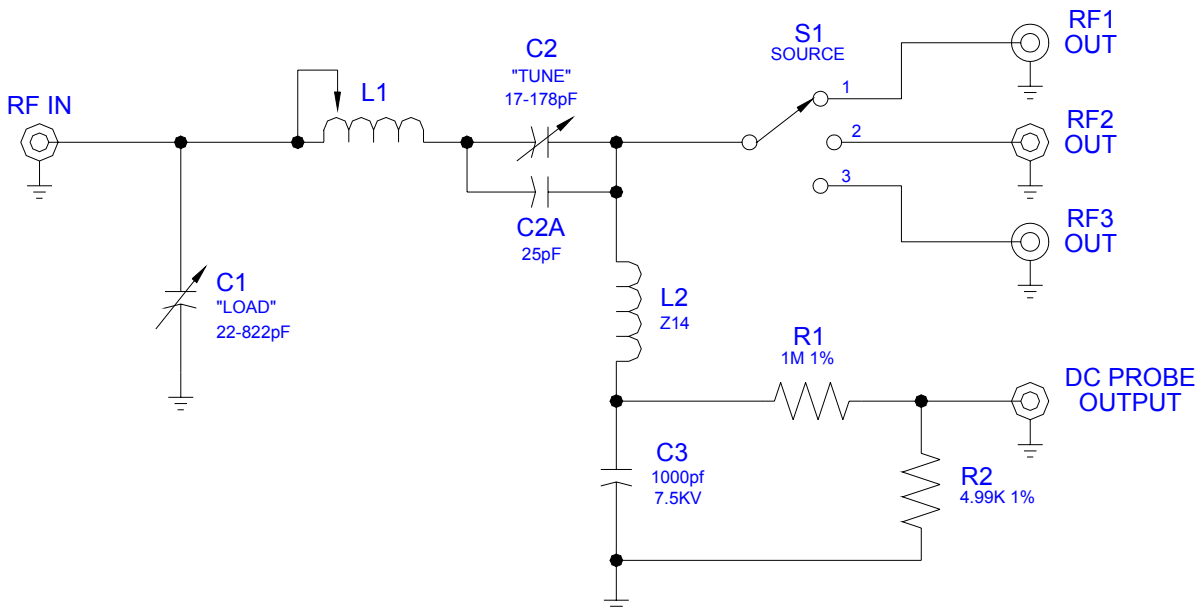 RF IN
C1
"LOAD"
22-822pF
L1
C2
"TUNE"
17-178pF
C2A
25pF
S1
SOURCE
1
2
3
RF1
OUT
RF2
OUT
RF3
OUT
L2
Z14
R1
1M 1%
DC PROBE
OUTPUT
C3
1000pf
7.5KV
R2
4.99K 1%